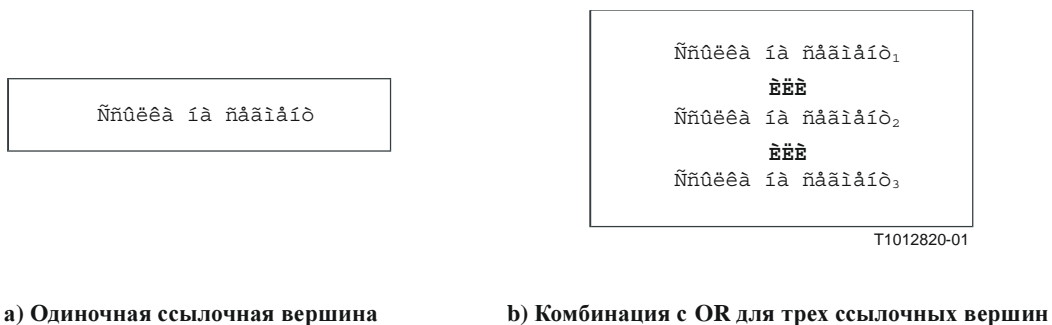 Ññûëêà íà ñåãìåíò
Ññûëêà íà ñåãìåíò₁
ÈËÈ
Ññûëêà íà ñåãìåíò₂
ÈËÈ
Ññûëêà íà ñåãìåíò₃
T1012820-01
a) Одиночная ссылочная вершина
b) Комбинация с OR для трех ссылочных вершин